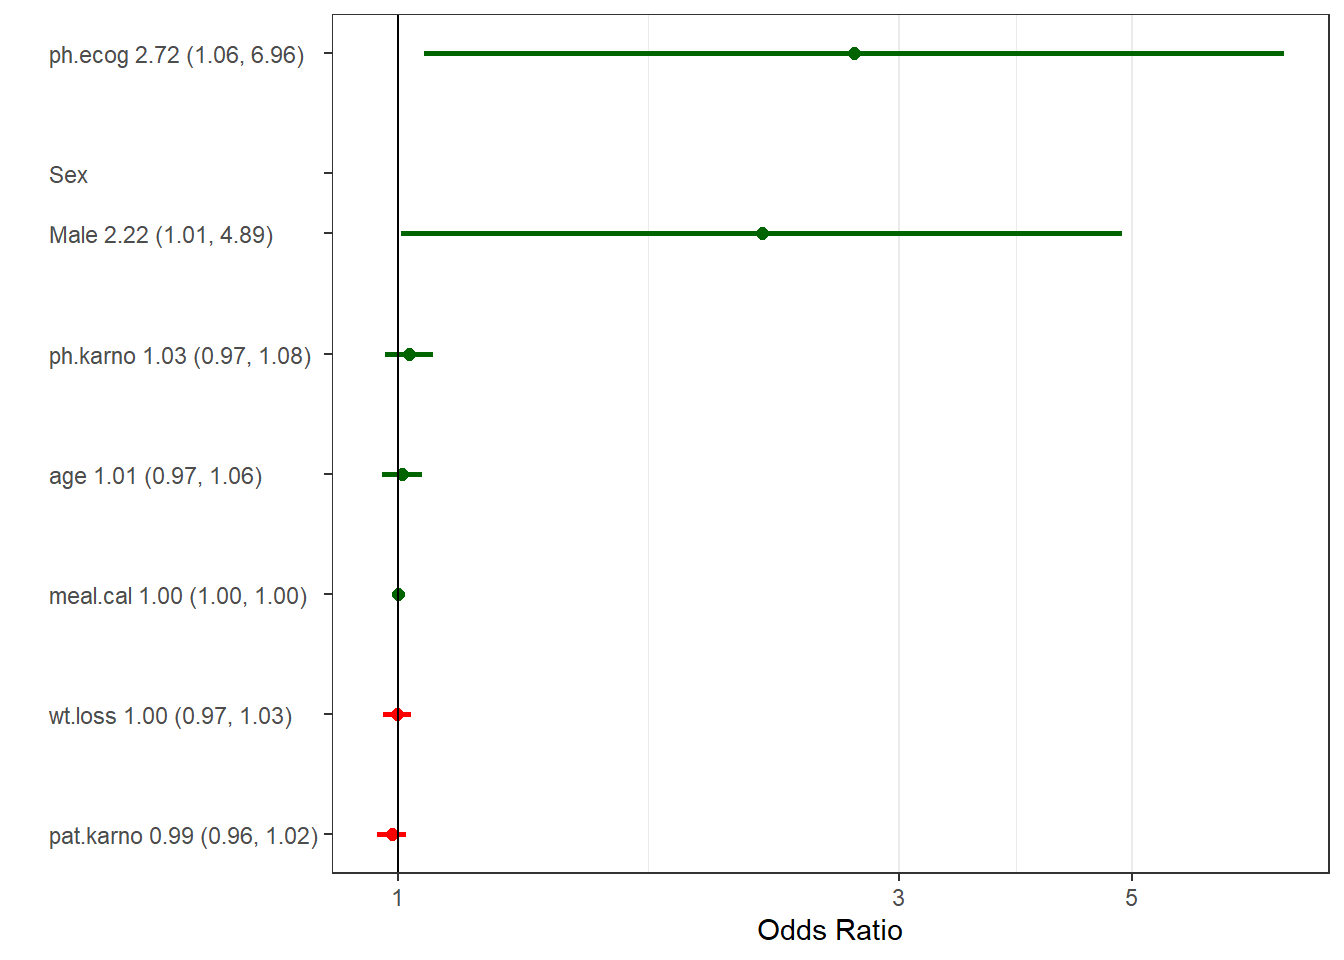 ph.ecog 2.72 (1.06, 6.96)
Sex
Male 2.22 (1.01, 4.89)
ph.karno 1.03 (0.97, 1.08)
age 1.01 (0.97, 1.06)
meal.cal 1.00 (1.00, 1.00)
wt.loss 1.00 (0.97, 1.03)
pat.karno 0.99 (0.96, 1.02)
1 3 5
Odds Ratio